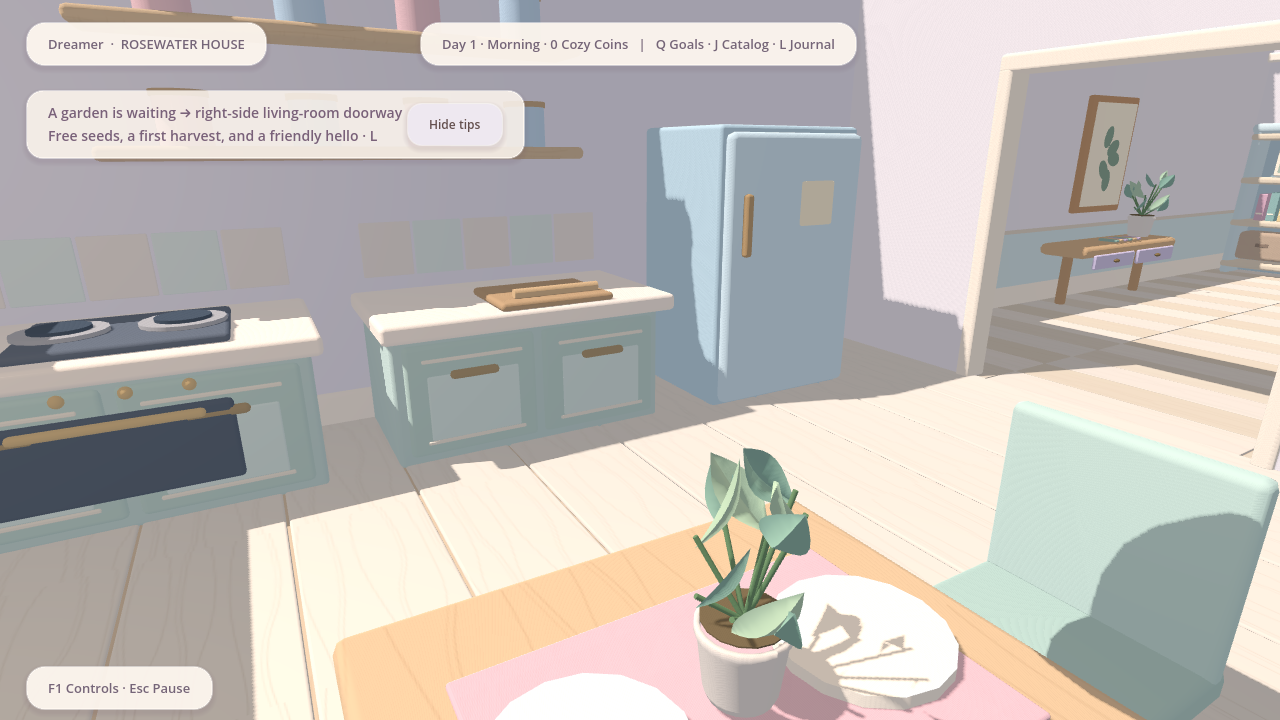 Dreamer · ROSEWATER HOUSE
Day 1 · Morning · 0 Cozy Coins | Q Goals · J Catalog · L Journal
A garden is waiting → right-side living-room doorway
Free seeds, a first harvest, and a friendly hello · L
Hide tips
F1 Controls · Esc Pause